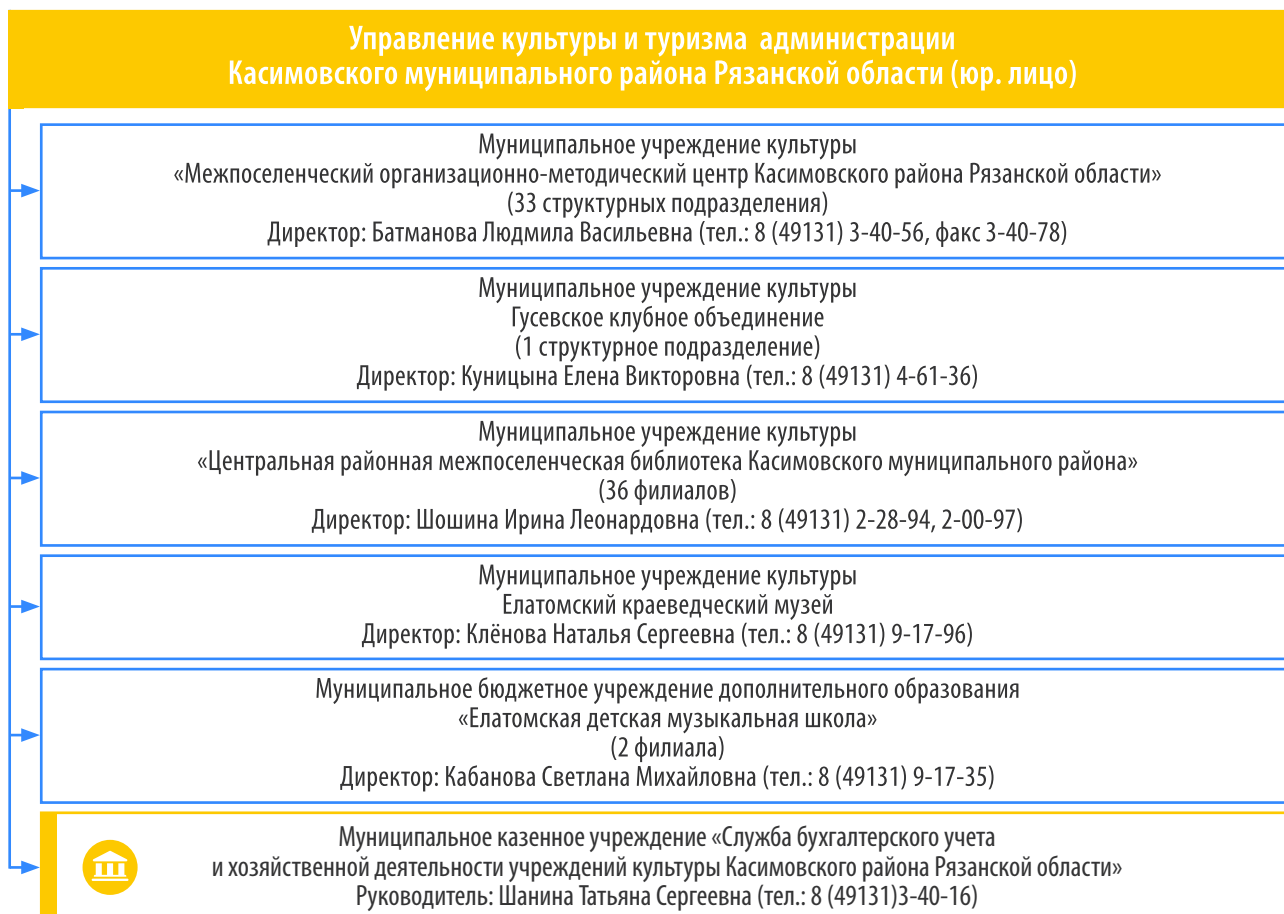 Управление культуры и туризма администрации
Касимовского муниципального района Рязанской области (юр. лицо)
Муниципальное учреждение культуры
«Межпоселенческий организационно-методический центр Касимовского района Рязанской области»
(33 структурных подразделения)
Директор: Батманова Людмила Васильевна (тел.: 8 (49131) 3-40-56, факс 3-40-78)
Муниципальное учреждение культуры
Гусевское клубное объединение
(1 структурное подразделение)
Директор: Куницына Елена Викторовна (тел.: 8 (49131) 4-61-36)
Муниципальное учреждение культуры
«Центральная районная межпоселенческая библиотека Касимовского муниципального района»
(36 филиалов)
Директор: Шошина Ирина Леонардовна (тел.: 8 (49131) 2-28-94, 2-00-97)
Муниципальное учреждение культуры
Елатомский краеведческий музей
Директор: Клёнова Наталья Сергеевна (тел.: 8 (49131) 9-17-96)
Муниципальное бюджетное учреждение дополнительного образования
«Елатомская детская музыкальная школа»
(2 филиала)
Директор: Кабанова Светлана Михайловна (тел.: 8 (49131) 9-17-35)
Муниципальное казенное учреждение «Служба бухгалтерского учета
и хозяйственной деятельности учреждений культуры Касимовского района Рязанской области»
Руководитель: Шанина Татьяна Сергеевна (тел.: 8 (49131)3-40-16)